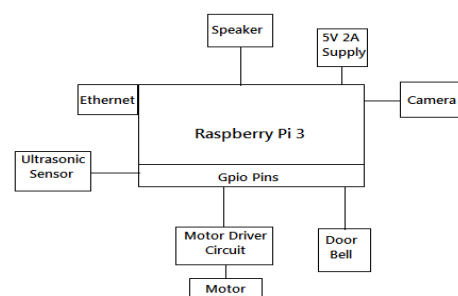 Speaker
5V 2A
Supply
Ethernet
Camera
Raspberry Pi 3
Ultrasonic
Sensor
Gpio Pins
Motor Driver
Circuit
Door
Bell
Motor